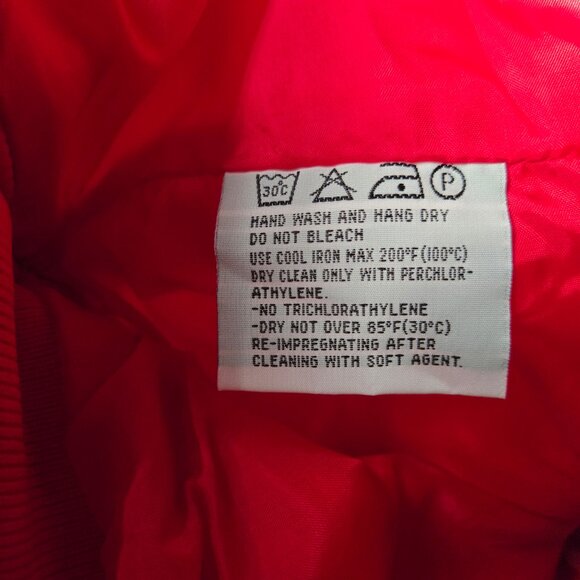 30C P
HAND WASH AND HANG DRY
DO NOT BLEACH
USE COOL IRON MAX 200°F(100°C)
DRY CLEAN ONLY WITH PERCHLOR-
ATHYLENE.
-NO TRICHLORATHYLENE
-DRY NOT OVER 85°F(30°C)
RE-IMPREGNATING AFTER
CLEANING WITH SOFT AGENT.